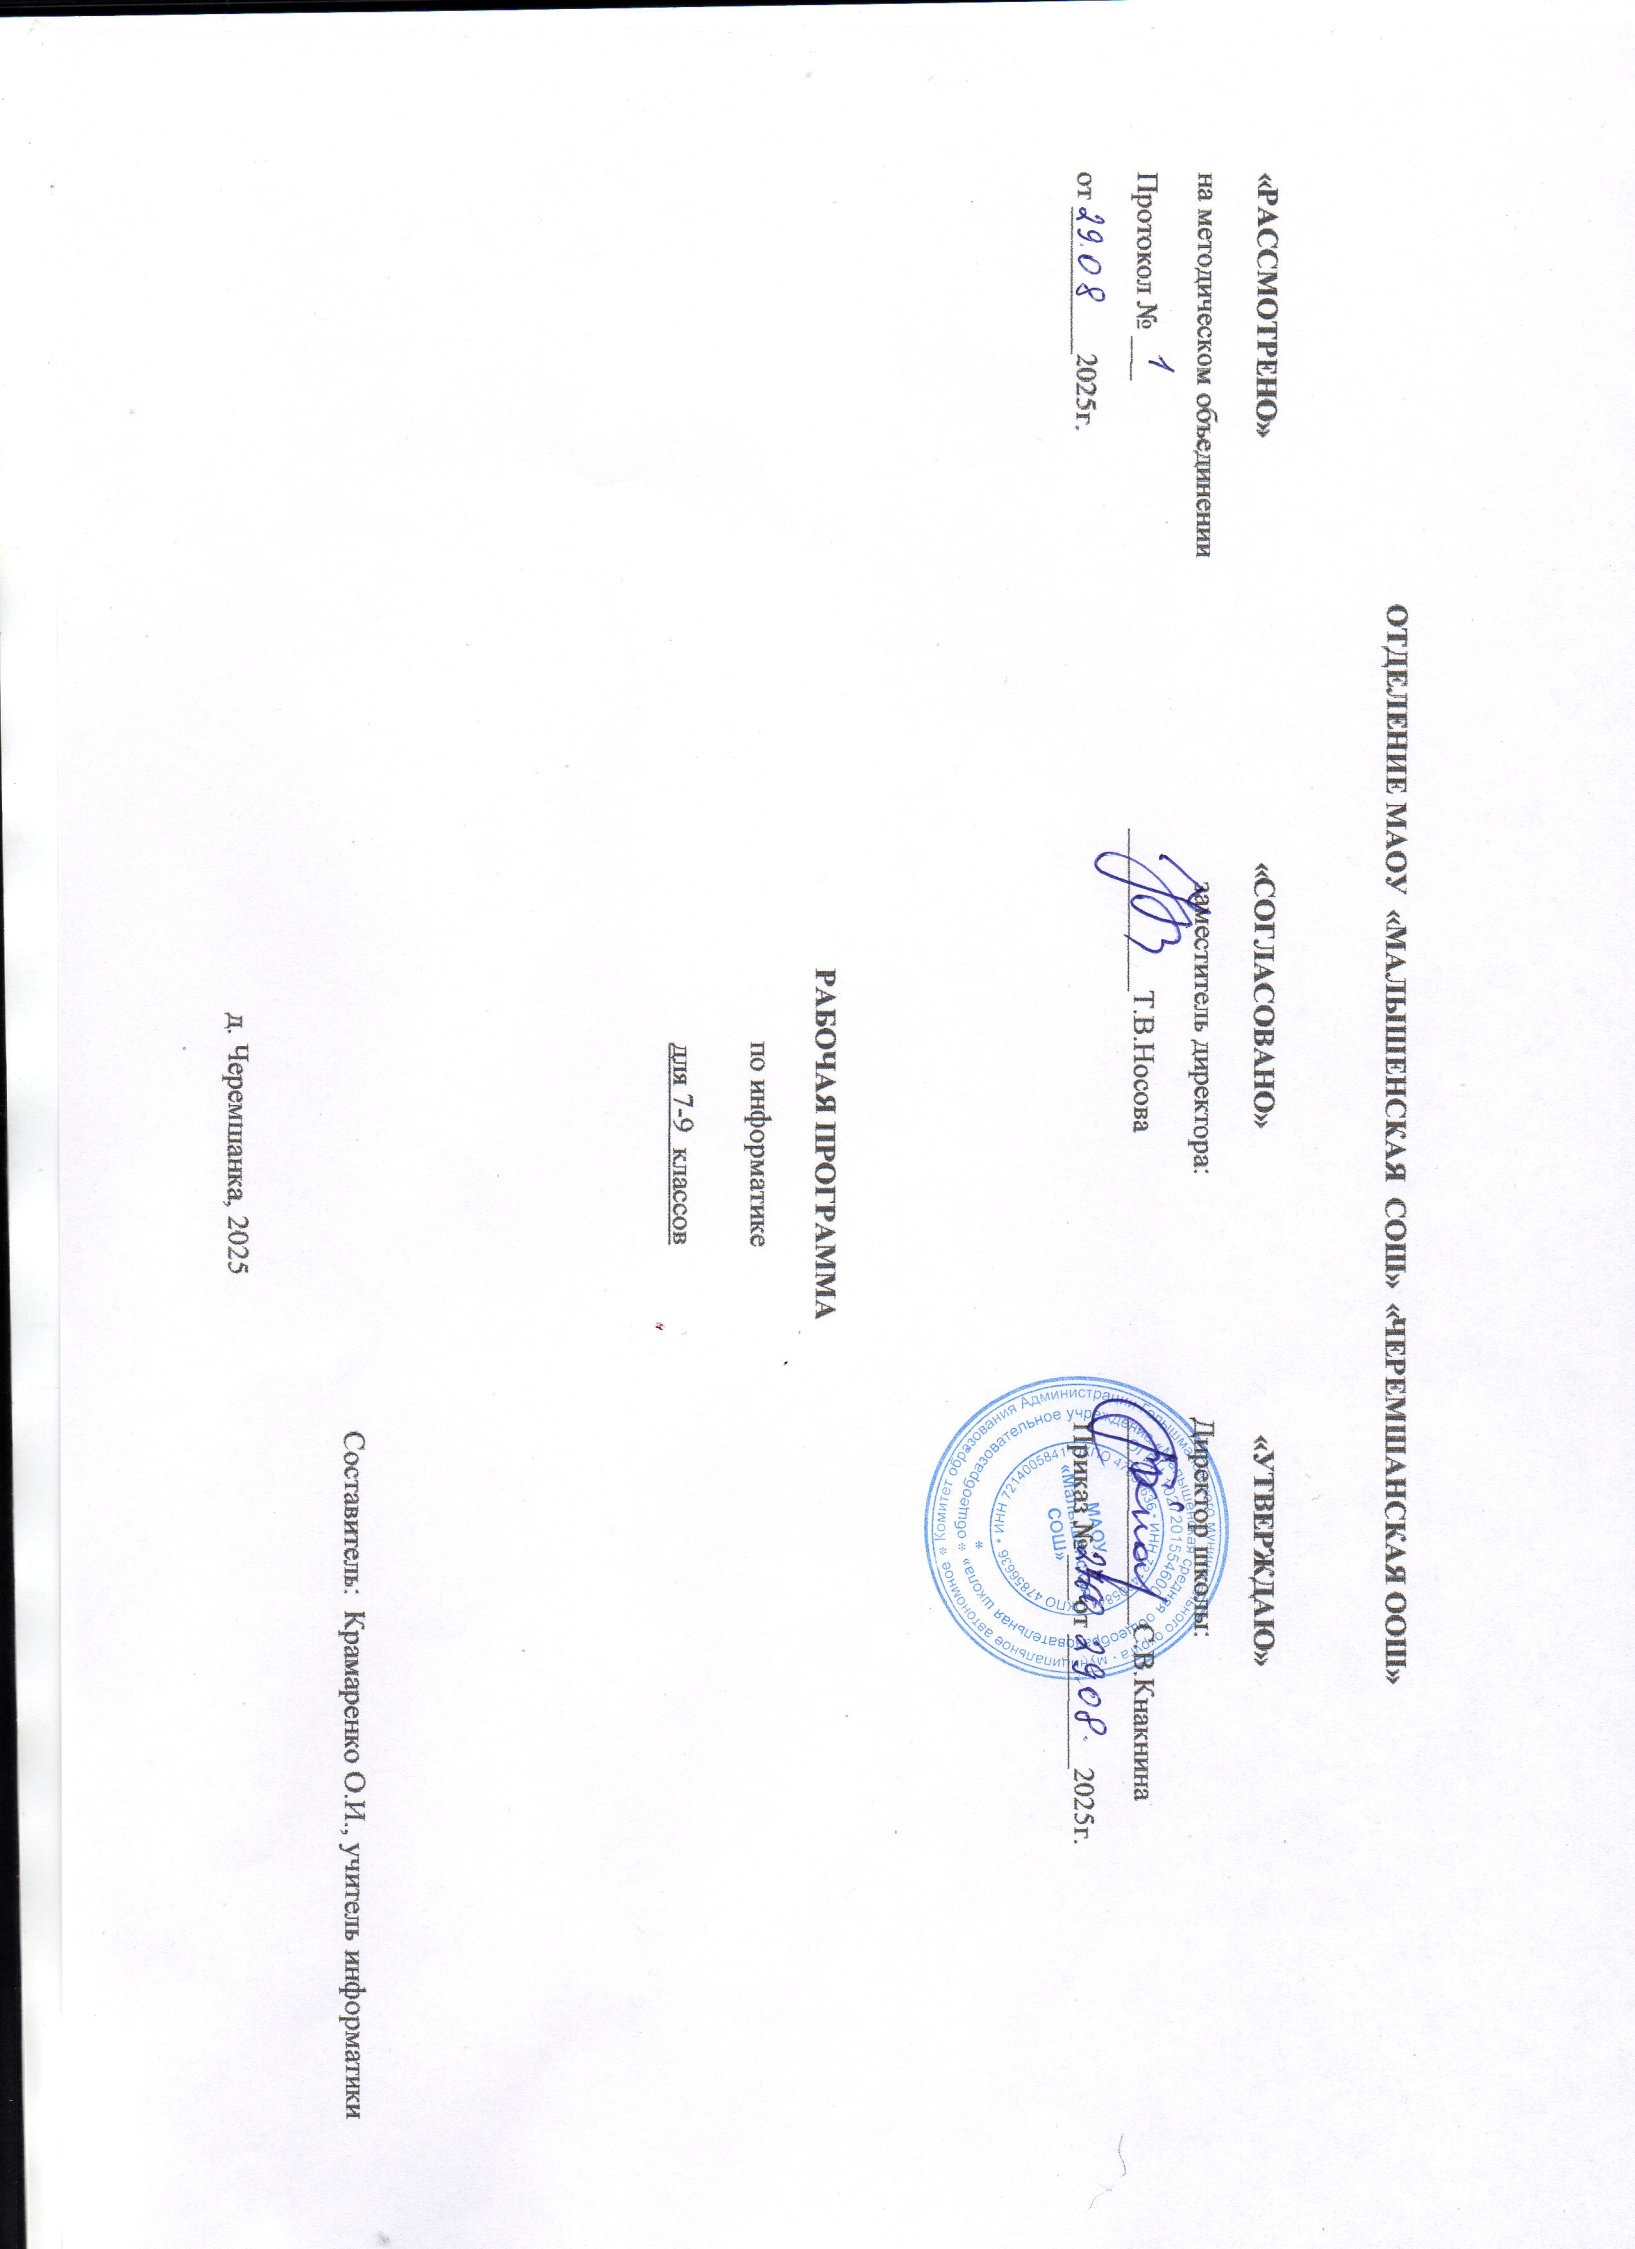 ОТДЕЛЕНИЕ МАОУ «МАЛЫШЕНСКАЯ СОШ» «ЧЕРЕМШАНСКАЯ ООШ»
«РАССМОТРЕНО»
на методическом объединении
Протокол № 1
от 29.08 2025г.
«СОГЛАСОВАНО»
заместитель директора:
Т.В.Носова
«УТВЕРЖДАЮ»
Директор школы:
С.В.Кнакнина
Приказ № от 29 08. 2025г.
МАОУ
СОШ»
РАБОЧАЯ ПРОГРАММА
по информатике
для 7-9 классов
Составитель: Крамаренко О.И., учитель информатики
д. Черемшанка, 2025